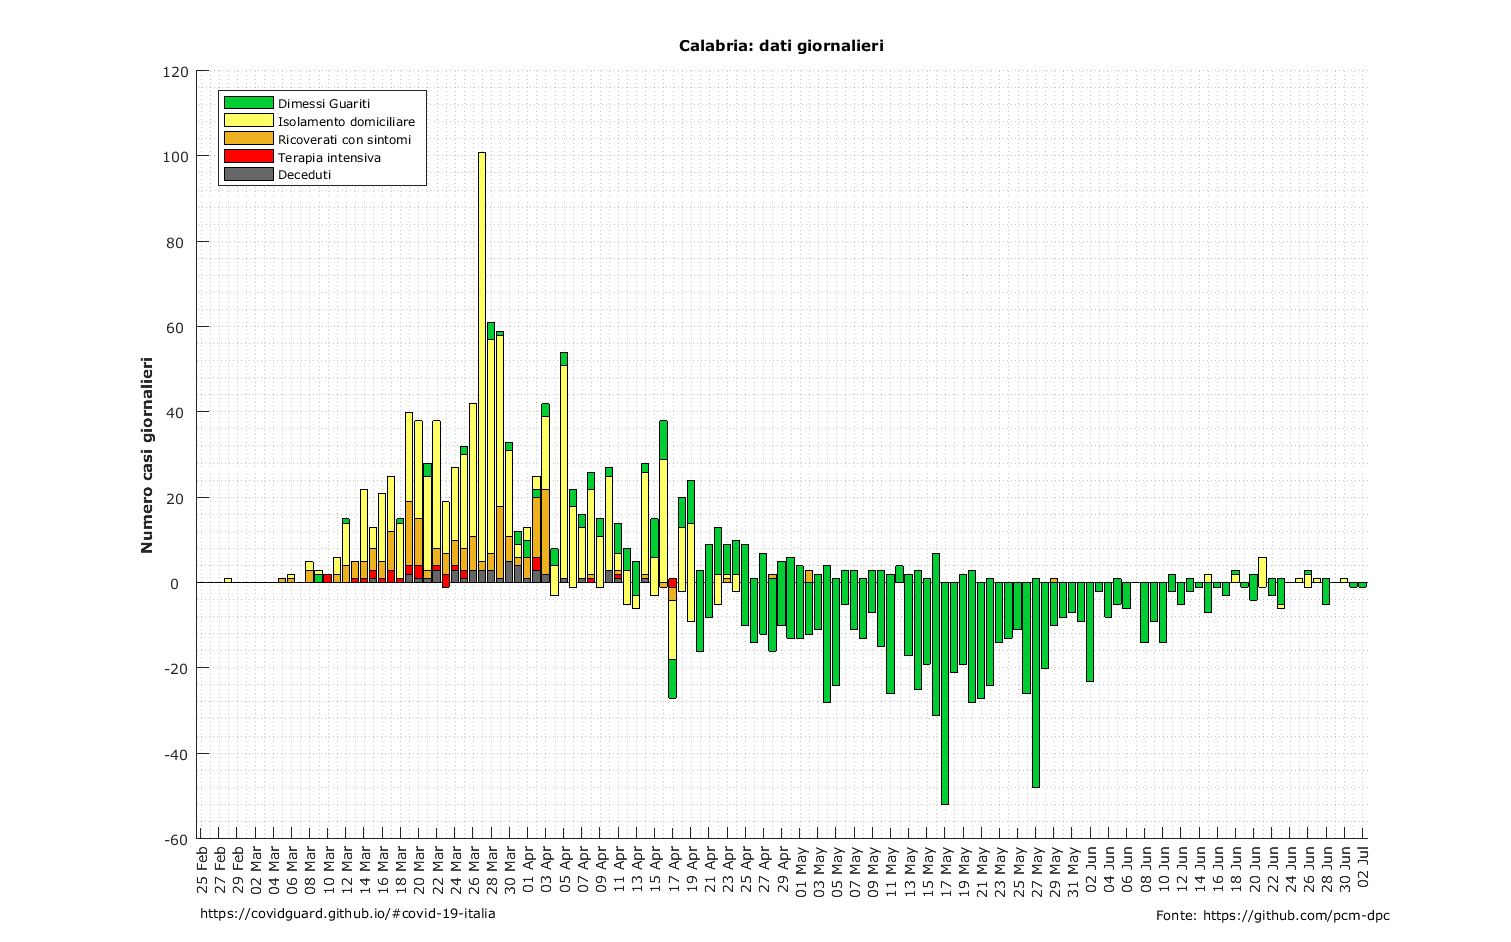 Calabria: dati giornalieri
120
100
80
60
40
20
0
-20
-40
-60
Numero casi giornalieri
Dimessi Guariti
Isolamento domiciliare
Ricoverati con sintomi
Terapia intensiva
Deceduti
25 Feb
27 Feb
29 Feb
02 Mar
04 Mar
06 Mar
08 Mar
10 Mar
12 Mar
14 Mar
16 Mar
18 Mar
20 Mar
22 Mar
24 Mar
26 Mar
28 Mar
30 Mar
01 Apr
03 Apr
05 Apr
07 Apr
09 Apr
11 Apr
13 Apr
15 Apr
17 Apr
19 Apr
21 Apr
23 Apr
25 Apr
27 Apr
29 Apr
01 May
03 May
05 May
07 May
09 May
11 May
13 May
15 May
17 May
19 May
21 May
23 May
25 May
27 May
29 May
31 May
02 Jun
04 Jun
06 Jun
08 Jun
10 Jun
12 Jun
14 Jun
16 Jun
18 Jun
20 Jun
22 Jun
24 Jun
26 Jun
28 Jun
30 Jun
02 Jul
https://covidguard.github.io/#covid-19-italia
Fonte: https://github.com/pcm-dpc